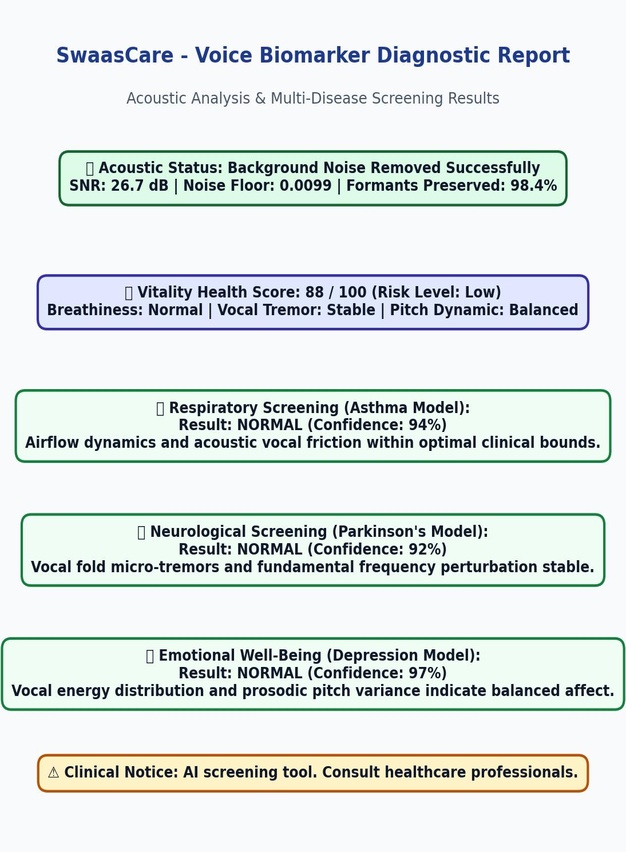 SwaasCare - Voice Biomarker Diagnostic Report
Acoustic Analysis & Multi-Disease Screening Results
▯ Acoustic Status: Background Noise Removed Successfully
SNR: 26.7 dB | Noise Floor: 0.0099 | Formants Preserved: 98.4%
▯ Vitality Health Score: 88 / 100 (Risk Level: Low)
Breathiness: Normal | Vocal Tremor: Stable | Pitch Dynamic: Balanced
▯ Respiratory Screening (Asthma Model):
Result: NORMAL (Confidence: 94%)
Airflow dynamics and acoustic vocal friction within optimal clinical bounds.
▯ Neurological Screening (Parkinson's Model):
Result: NORMAL (Confidence: 92%)
Vocal fold micro-tremors and fundamental frequency perturbation stable.
▯ Emotional Well-Being (Depression Model):
Result: NORMAL (Confidence: 97%)
Vocal energy distribution and prosodic pitch variance indicate balanced affect.
⚠ Clinical Notice: AI screening tool. Consult healthcare professionals.